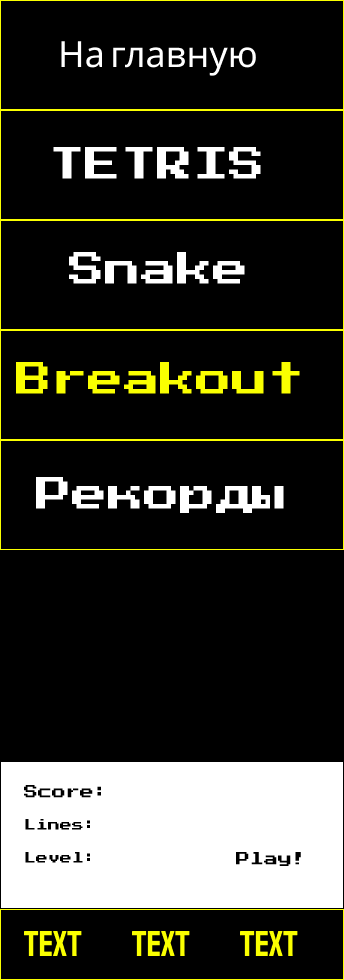 На главную
TETRIS
Snake
Breakout
Рекорды
Score:
Lines:
Level: Play!
TEXT TEXT TEXT